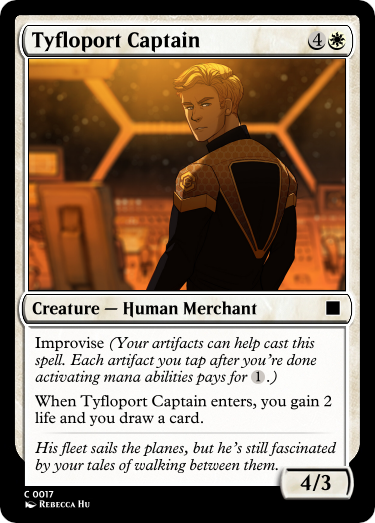 Tyfloport Captain 4
Creature — Human Merchant
Improvise (Your artifacts can help cast this
spell. Each artifact you tap after you're done
activating mana abilities pays for 1.)
When Tyfloport Captain enters, you gain 2
life and you draw a card.
His fleet sails the planes, but he's still fascinated
by your tales of walking between them.
4/3
C 0017
Rebecca Hu